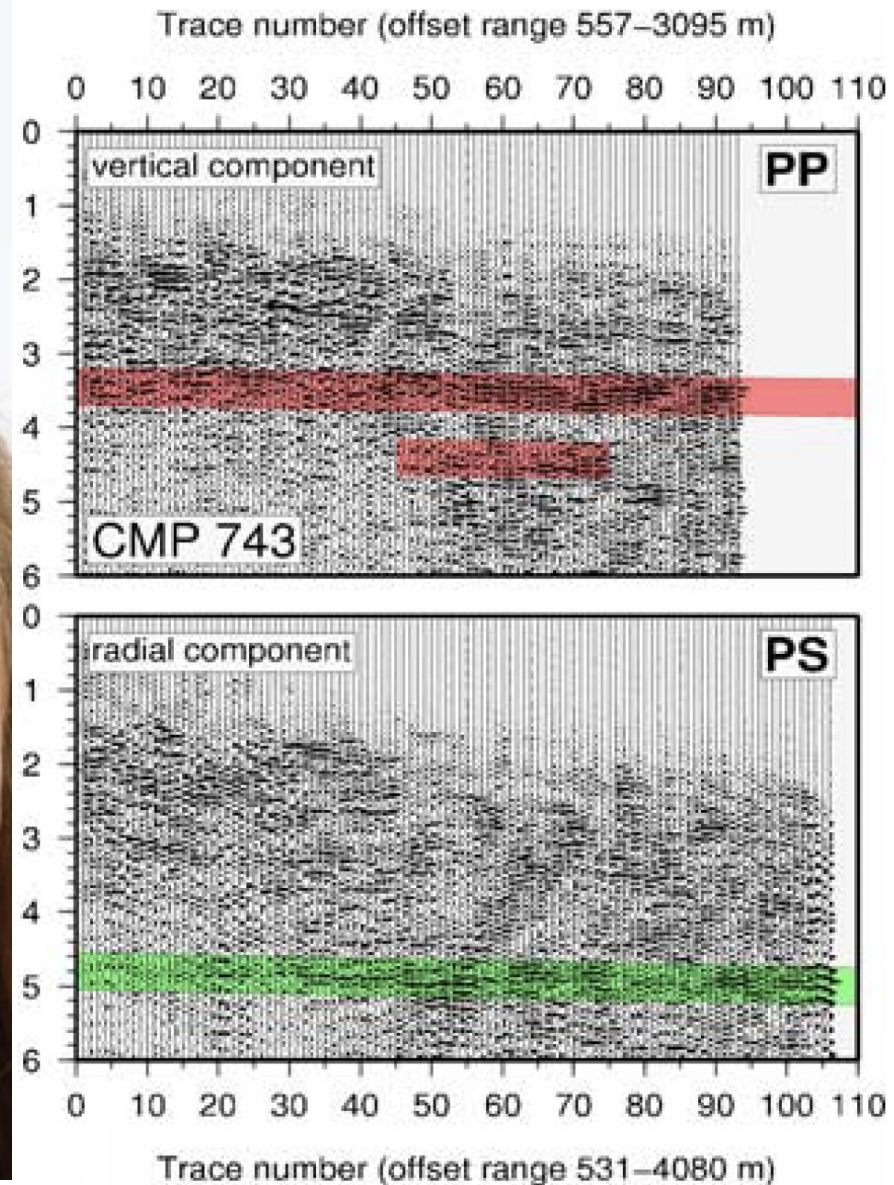 Trace number (offset range 557–3095 m)
0 10 20 30 40 50 60 70 80 90 100 110
0
vertical component PP
1
2
3
4
5
CMP 743
6
0
radial component PS
1
2
3
4
5
6
0 10 20 30 40 50 60 70 80 90 100 110
Trace number (offset range 531–4080 m)